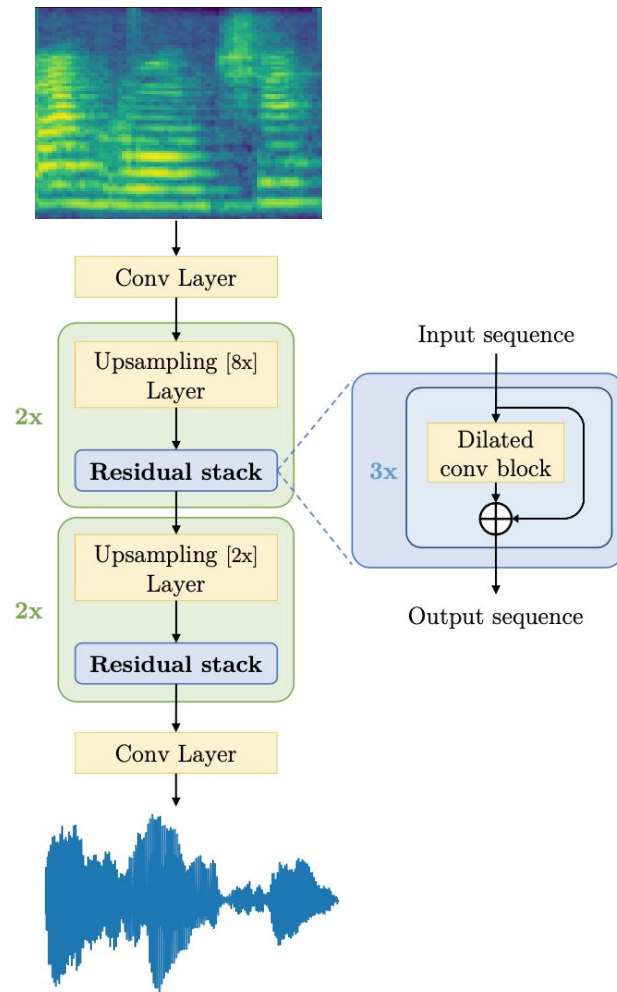 Conv Layer
Upsampling [8x]
Layer
2x
Residual stack
Upsampling [2x]
Layer
2x
Residual stack
Conv Layer
Input sequence
Dilated
conv block
3x
Output sequence